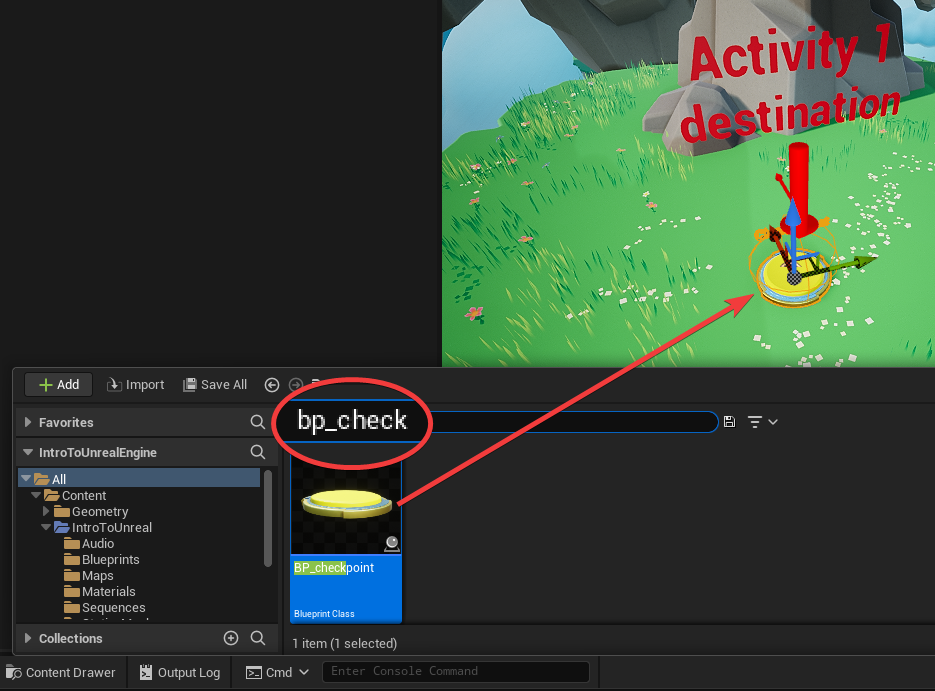 Activity 1
destination
Add
Import
Save All
bp_check
Favorites
IntroToUnrealEngine
All
Content
Geometry
IntroToUnreal
Audio
Blueprints
Maps
Materials
Sequences
BP_checkpoint
Blueprint Class
Collections
1 item (1 selected)
Content Drawer
Output Log
Cmd
Enter Console Command